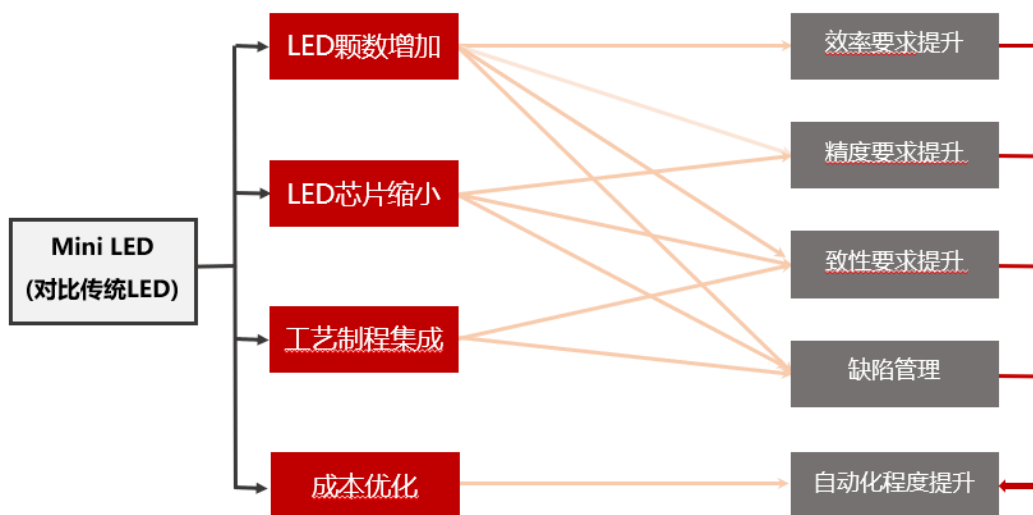 Mini LED
(对比传统LED)
LED颗数增加
LED芯片缩小
工艺制程集成
成本优化
效率要求提升
精度要求提升
致性要求提升
缺陷管理
自动化程度提升